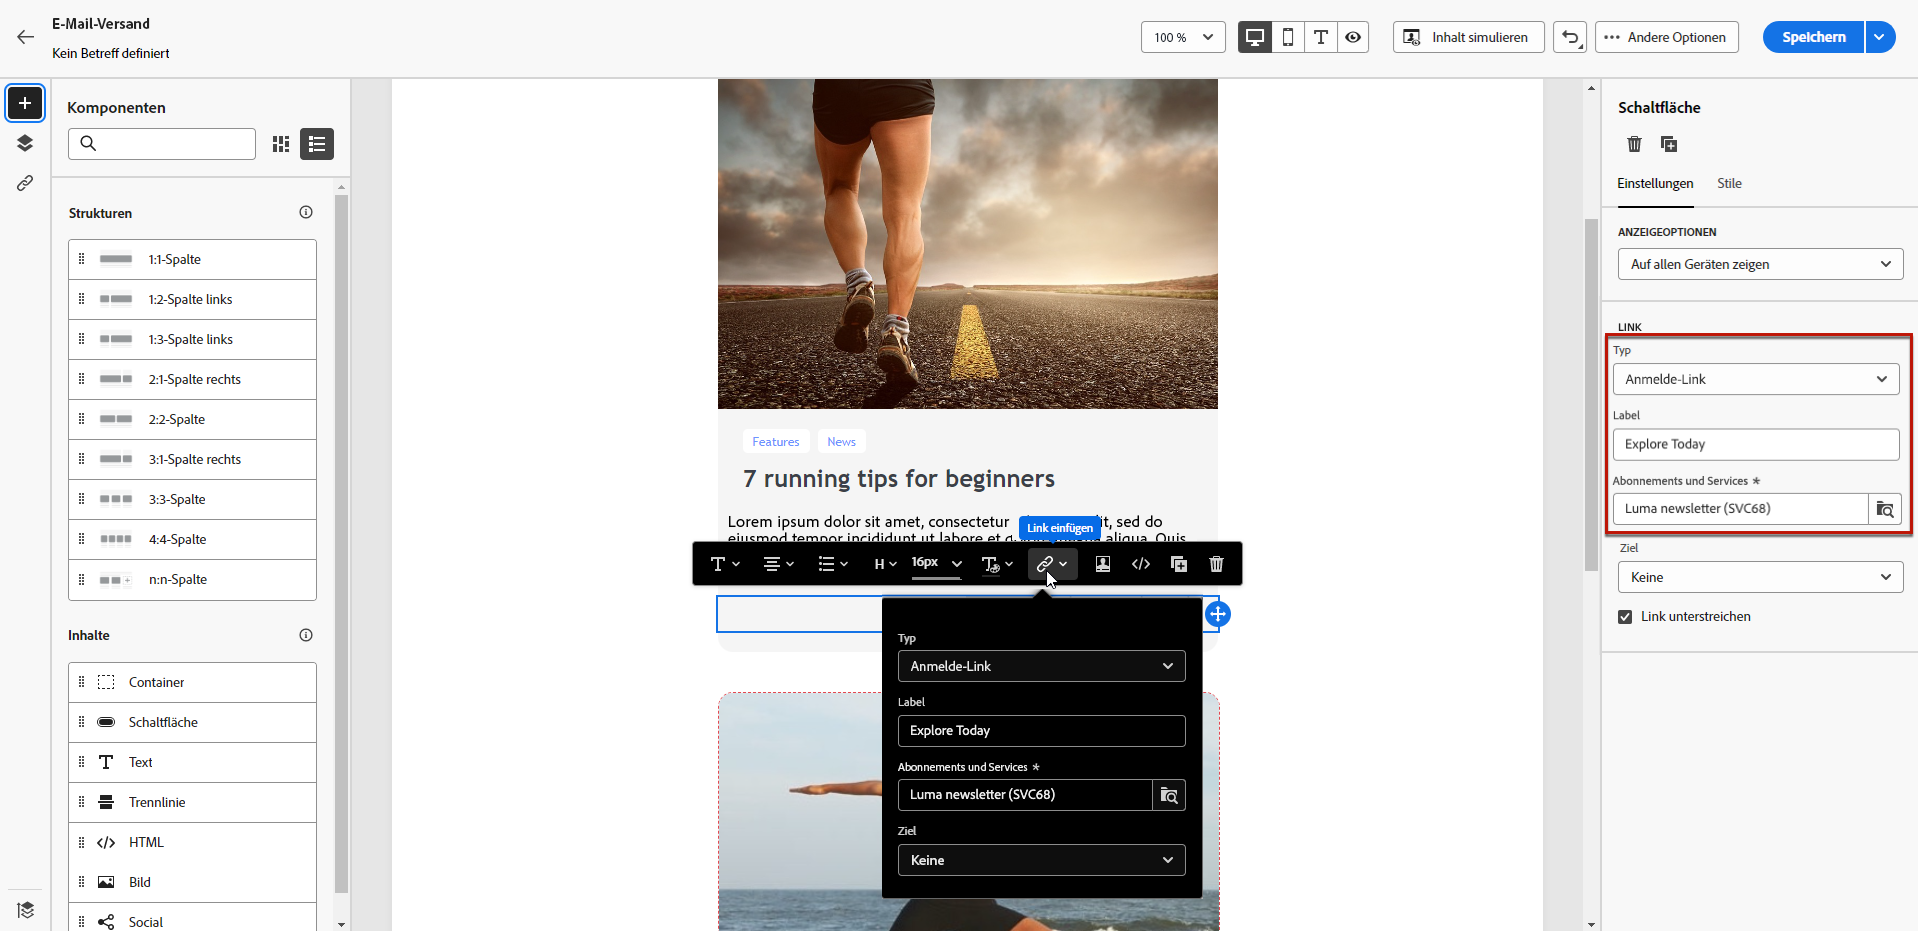 E-Mail-Versand
Kein Betreff definiert
100 %
Inhalt simulieren
Andere Optionen
Speichern
Komponenten
Strukturen
1:1-Spalte
1:2-Spalte links
1:3-Spalte links
2:1-Spalte rechts
2:2-Spalte
3:1-Spalte rechts
3:3-Spalte
4:4-Spalte
n:n-Spalte
Inhalte
Container
Schaltfläche
Text
Trennlinie
HTML
Bild
Social
Features
News
7 running tips for beginners
Lorem ipsum dolor sit amet, consectetur it, sed do
eiusmod tempor incididunt ut labore et aliqua. Quis
Link einfügen
H
16px
Typ
Anmelde-Link
Label
Explore Today
Abonnements und Services *
Luma newsletter (SVC68)
Ziel
Keine
Schaltfläche
Einstellungen
Stile
ANZEIGEOPTIONEN
Auf allen Geräten zeigen
LINK
Typ
Anmelde-Link
Label
Explore Today
Abonnements und Services *
Luma newsletter (SVC68)
Ziel
Keine
Link unterstreichen